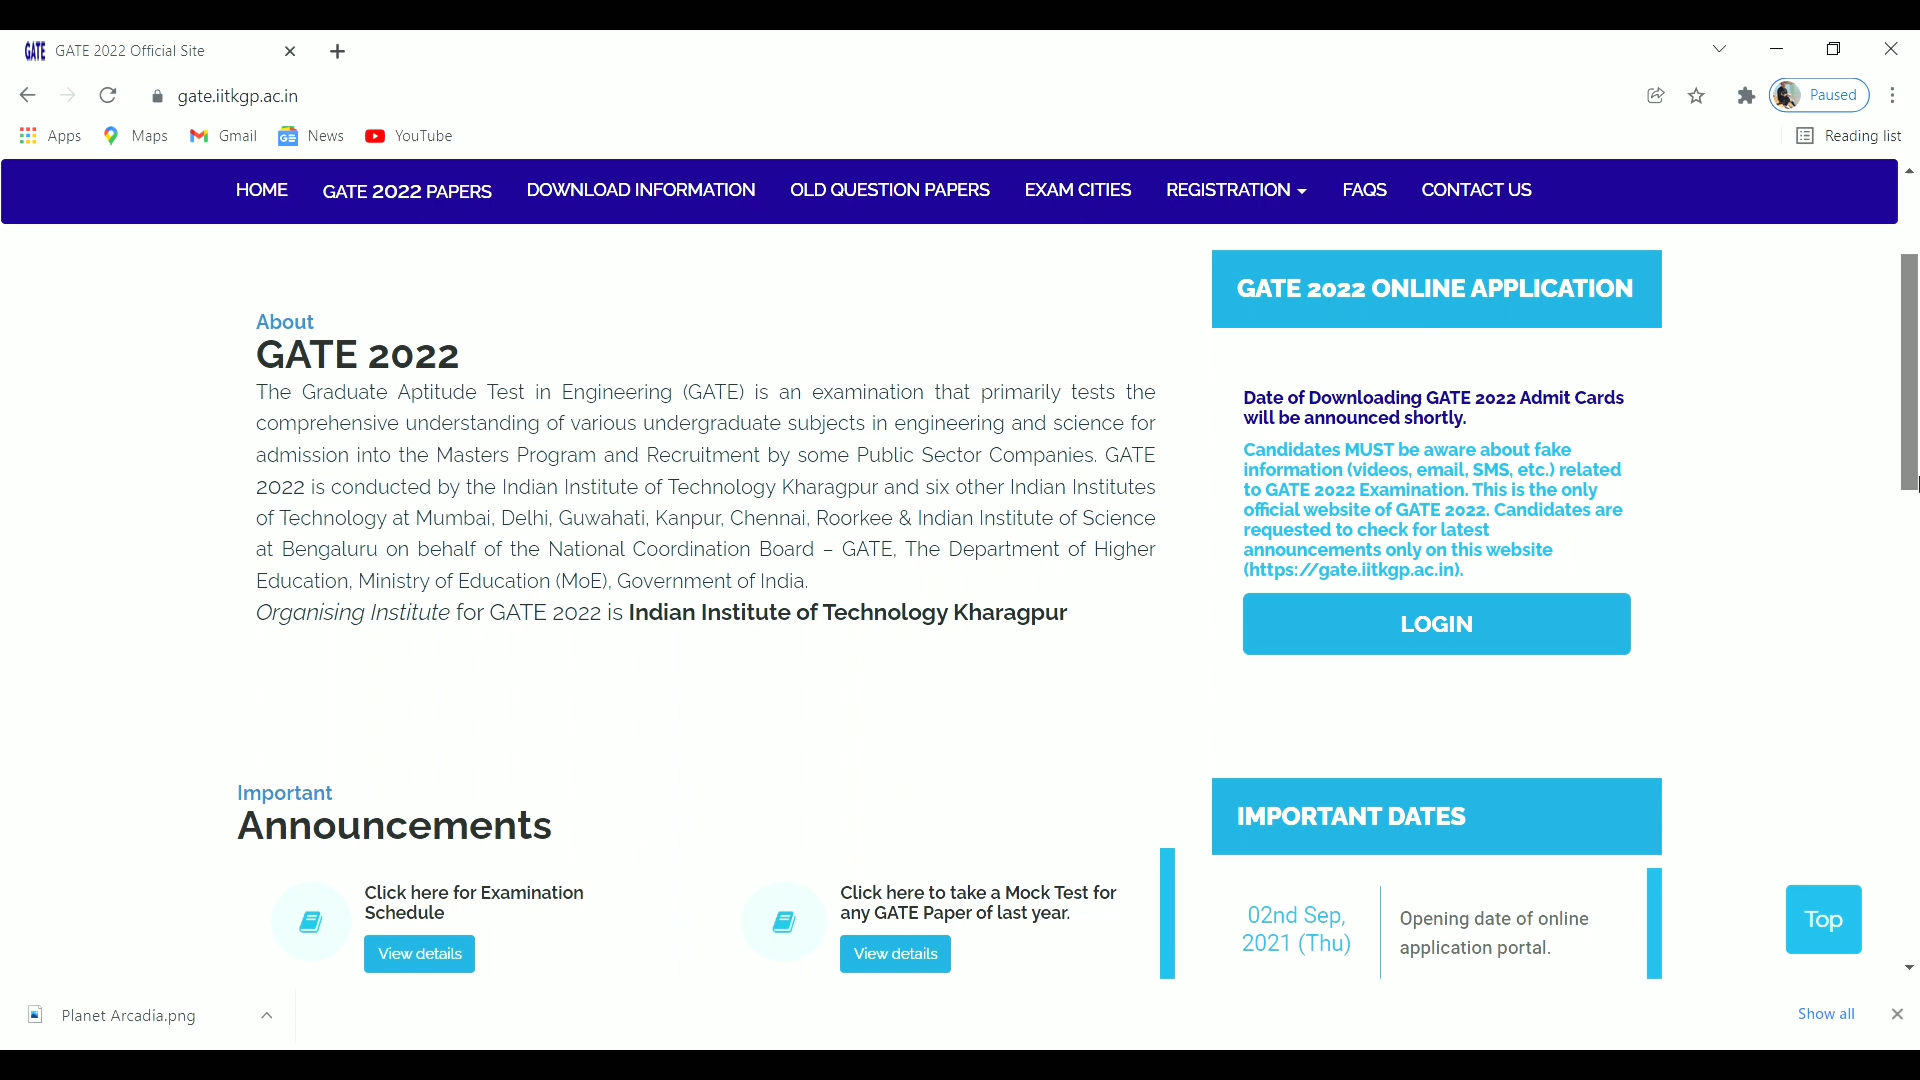 GATE GATE 2022 Official Site
gate.iitkgp.ac.in
Paused
Apps Maps Gmail News YouTube
Reading list
HOME GATE 2022 PAPERS DOWNLOAD INFORMATION OLD QUESTION PAPERS EXAM CITIES REGISTRATION FAQS CONTACT US
About
GATE 2022
The Graduate Aptitude Test in Engineering (GATE) is an examination that primarily tests the
comprehensive understanding of various undergraduate subjects in engineering and science for
admission into the Masters Program and Recruitment by some Public Sector Companies. GATE
2022 is conducted by the Indian Institute of Technology Kharagpur and six other Indian Institutes
of Technology at Mumbai, Delhi, Guwahati, Kanpur, Chennai, Roorkee & Indian Institute of Science
at Bengaluru on behalf of the National Coordination Board – GATE, The Department of Higher
Education, Ministry of Education (MoE), Government of India.
Organising Institute for GATE 2022 is Indian Institute of Technology Kharagpur
GATE 2022 ONLINE APPLICATION
Date of Downloading GATE 2022 Admit Cards
will be announced shortly.
Candidates MUST be aware about fake
information (videos, email, SMS, etc.) related
to GATE 2022 Examination. This is the only
official website of GATE 2022. Candidates are
requested to check for latest
announcements only on this website
(https://gate.iitkgp.ac.in).
LOGIN
Important
Announcements
Click here for Examination
Schedule
View details
Click here to take a Mock Test for
any GATE Paper of last year.
View details
IMPORTANT DATES
02nd Sep,
2021 (Thu)
Opening date of online
application portal.
Top
Planet Arcadia.png
Show all